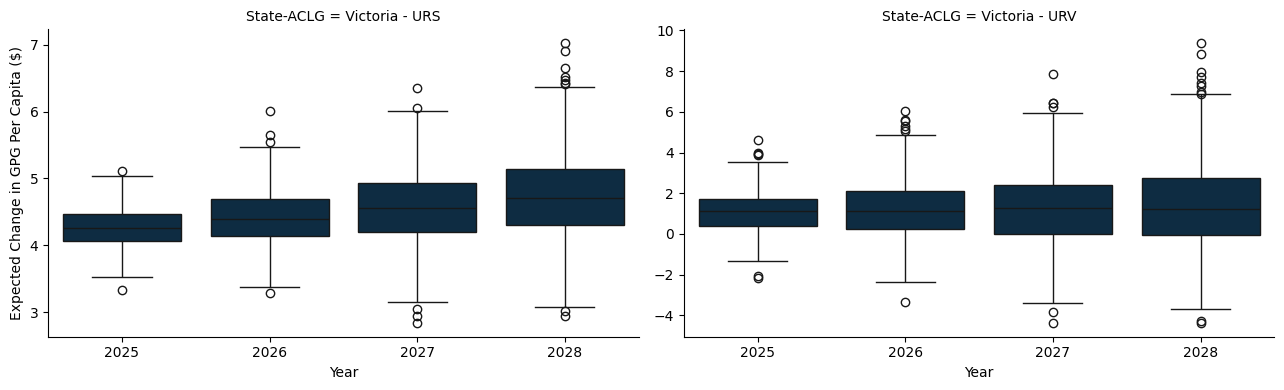 State-ACLG = Victoria - URS
Expected Change in GPG Per Capita ($)
7
6
5
4
3
2025 2026 2027 2028
Year
State-ACLG = Victoria - URV
10
8
6
4
2
0
−2
−4
2025 2026 2027 2028
Year